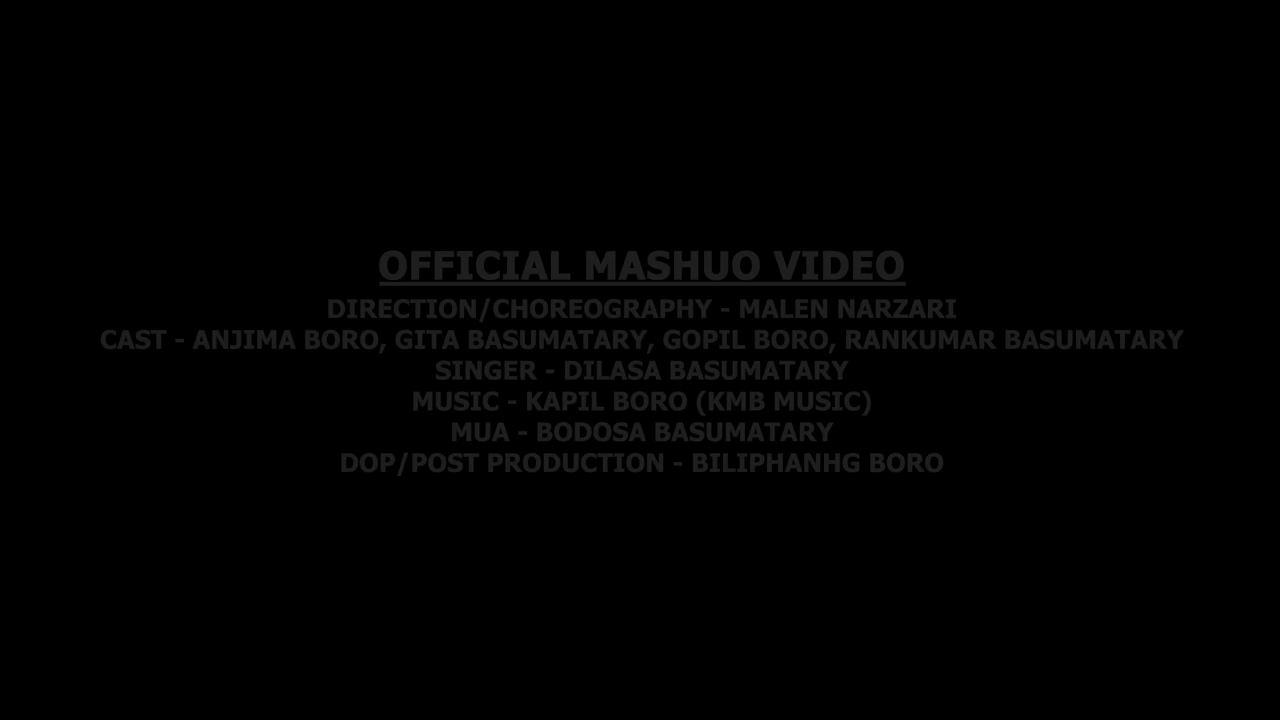 OFFICIAL MASHUO VIDEO
DIRECTION/CHOREOGRAPHY - MALEN NARZARI
CAST - ANJIMA BORO, GITA BASUMATARY, GOPIL BORO, RANKUMAR BASUMATARY
SINGER - DILASA BASUMATARY
MUSIC - KAPIL BORO (KMB MUSIC)
MUA - BODOSA BASUMATARY
DOP/POST PRODUCTION - BILIPHANHG BORO